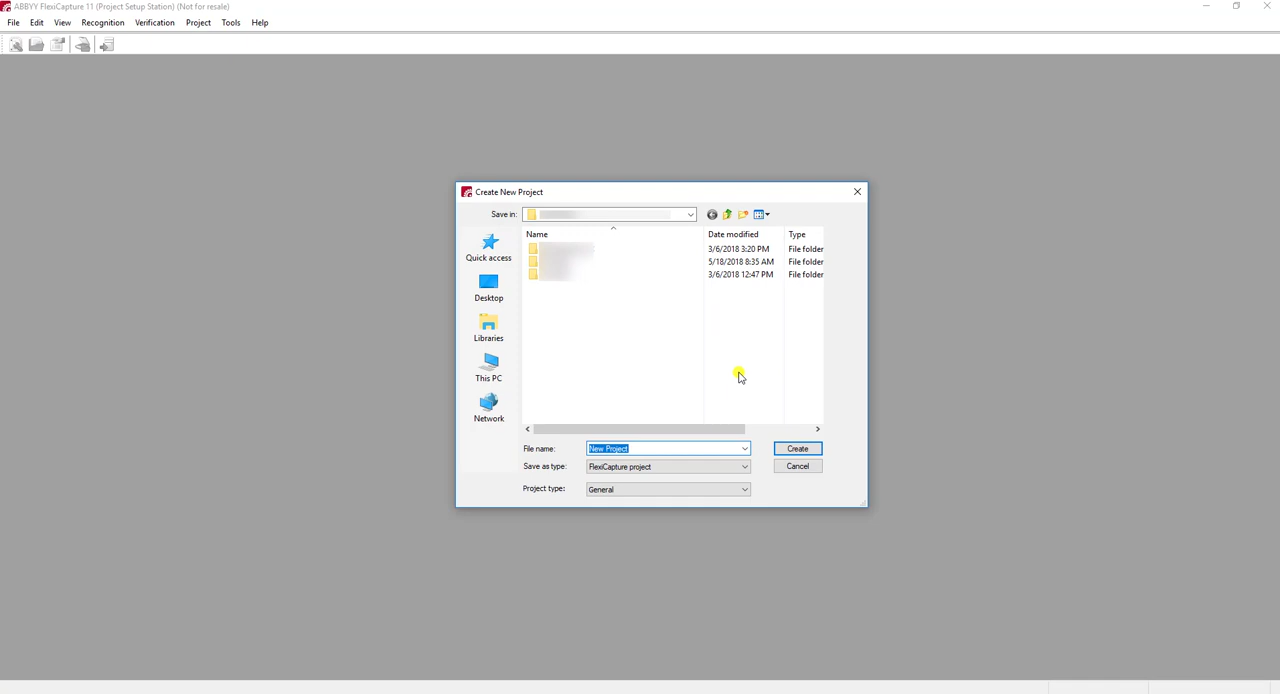 ABBYY FlexiCapture 11 (Project Setup Station) (Not for resale)
File Edit View Recognition Verification Project Tools Help
Create New Project
Save in:
Name Date modified Type
3/6/2018 3:20 PM File folder
5/18/2018 8:35 AM File folder
3/6/2018 12:47 PM File folder
Quick access
Desktop
Libraries
This PC
Network
File name: New Project Create
Save as type: FlexiCapture project Cancel
Project type: General